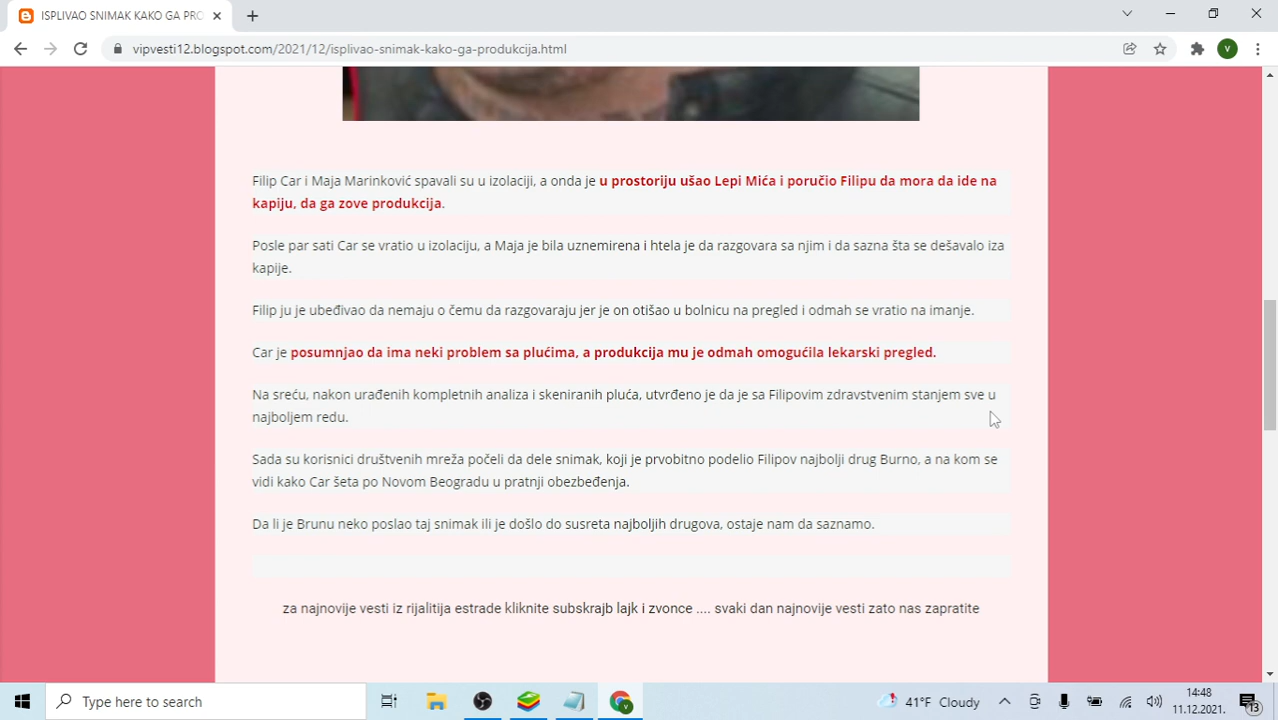 ISPLIVAO SNIMAK KAKO GA PRO
vipvesti12.blogspot.com/2021/12/isplivao-snimak-kako-ga-produkcija.html
V
Filip Car i Maja Marinković spavali su u izolaciji, a onda je u prostoriju ušao Lepi Mića i poručio Filipu da mora da ide na
kapiju, da ga zove produkcija.
Posle par sati Car se vratio u izolaciju, a Maja je bila uznemirena i htela je da razgovara sa njim i da sazna šta se dešavalo iza
kapije.
Filip ju je ubeđivao da nemaju o čemu da razgovaraju jer je on otišao u bolnicu na pregled i odmah se vratio na imanje.
Car je posumnjao da ima neki problem sa plućima, a produkcija mu je odmah omogućila lekarski pregled.
Na sreću, nakon urađenih kompletnih analiza i skeniranih pluća, utvrđeno je da je sa Filipovim zdravstvenim stanjem sve u
najboljem redu.
Sada su korisnici društvenih mreža počeli da dele snimak, koji je prvobitno podelio Filipov najbolji drug Burno, a na kom se
vidi kako Car šeta po Novom Beogradu u pratnji obezbeđenja.
Da li je Brunu neko poslao taj snimak ili je došlo do susreta najboljih drugova, ostaje nam da saznamo.
za najnovije vesti iz rijalitija estrade kliknite subskrajb lajk i zvonce .... svaki dan najnovije vesti zato nas zapratite
Type here to search
V
41°F Cloudy
14:48
11.12.2021.
13